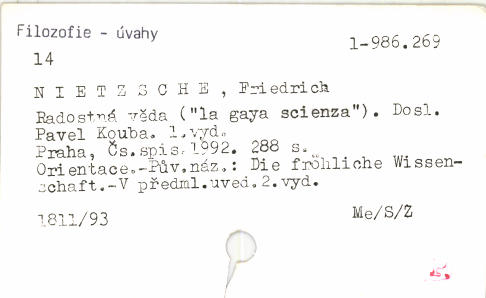 Filozofie - úvahy
1-986.269
14
N I E T Z S C H E , Friedrich
Radostná věda ("la gaya scienza"). Dosl.
Pavel Kouba. 1.vyd.
Praha, Čs.spis.1992. 288 s.
Orientace.-Pův.náz.: Die fröhliche Wissen-
schaft.-V předml.uved.2.vyd.
1811/93
Me/S/Ž